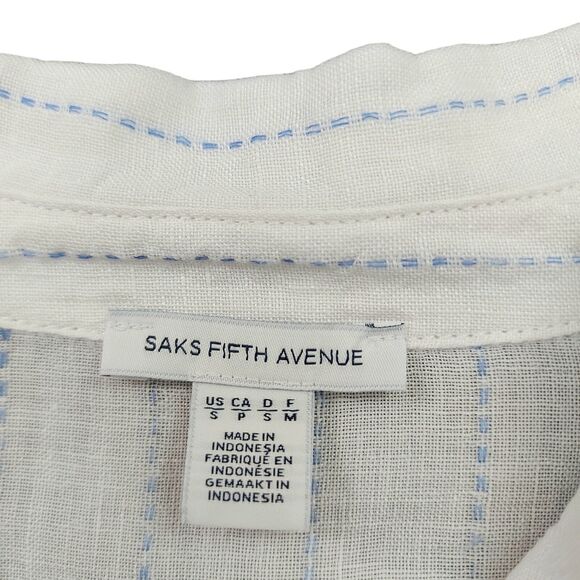 SAKS FIFTH AVENUE
US CA D F
S P S M
MADE IN
INDONESIA
FABRIQUÉ EN
INDONÉSIE
GEMAAKT IN
INDONESIA